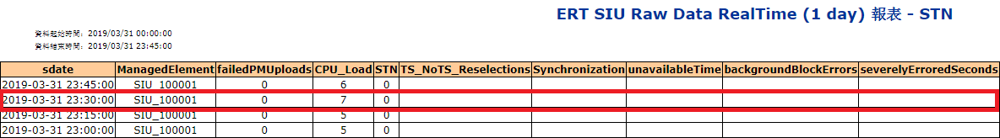 ERT SIU Raw Data RealTime (1 day) 報表 - STN
資料起始時間: 2019/03/31 00:00:00
資料結束時間: 2019/03/31 23:45:00
sdate ManagedElement failedPMUploads CPU_Load STN TS_NoTS_Reselections Synchronization unavailableTime backgroundBlockErrors severelyErroredSeconds
2019-03-31 23:45:00 SIU_100001 0 6 0
2019-03-31 23:30:00 SIU_100001 0 7 0
2019-03-31 23:15:00 SIU_100001 0 5 0
2019-03-31 23:00:00 SIU_100001 0 5 0